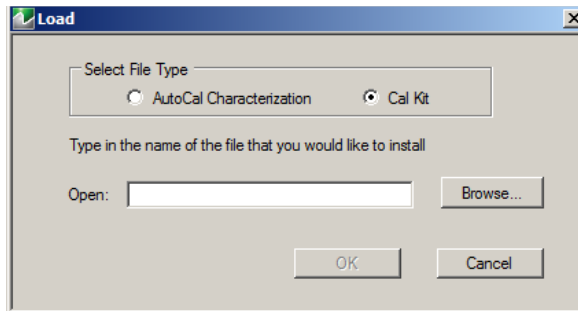 Load
Select File Type
AutoCal Characterization Cal Kit
Type in the name of the file that you would like to install
Open: Browse...
OK Cancel